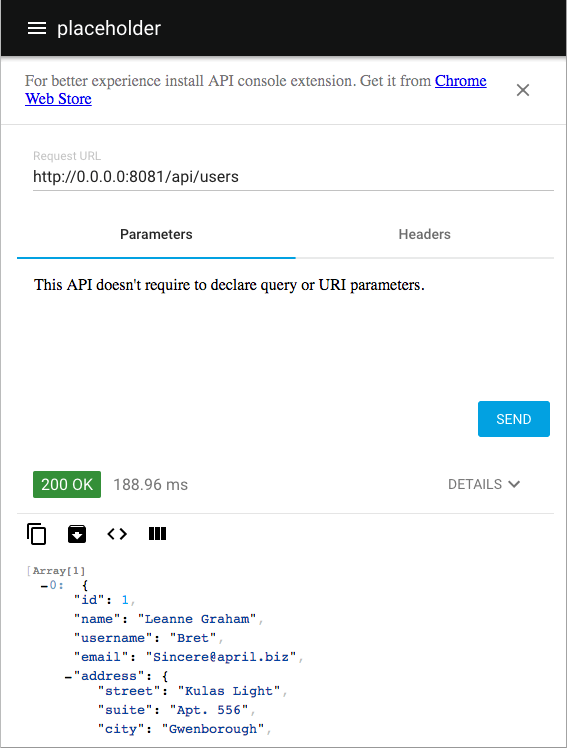 placeholder
For better experience install API console extension. Get it from Chrome
Web Store
Request URL
http://0.0.0.0:8081/api/users
Parameters Headers
This API doesn't require to declare query or URI parameters.
SEND
200 OK 188.96 ms DETAILS
[Array[1]
–0: {
"id": 1,
"name": "Leanne Graham",
"username": "Bret",
"email": "Sincere@april.biz",
–"address": {
"street": "Kulas Light",
"suite": "Apt. 556",
"city": "Gwenborough",